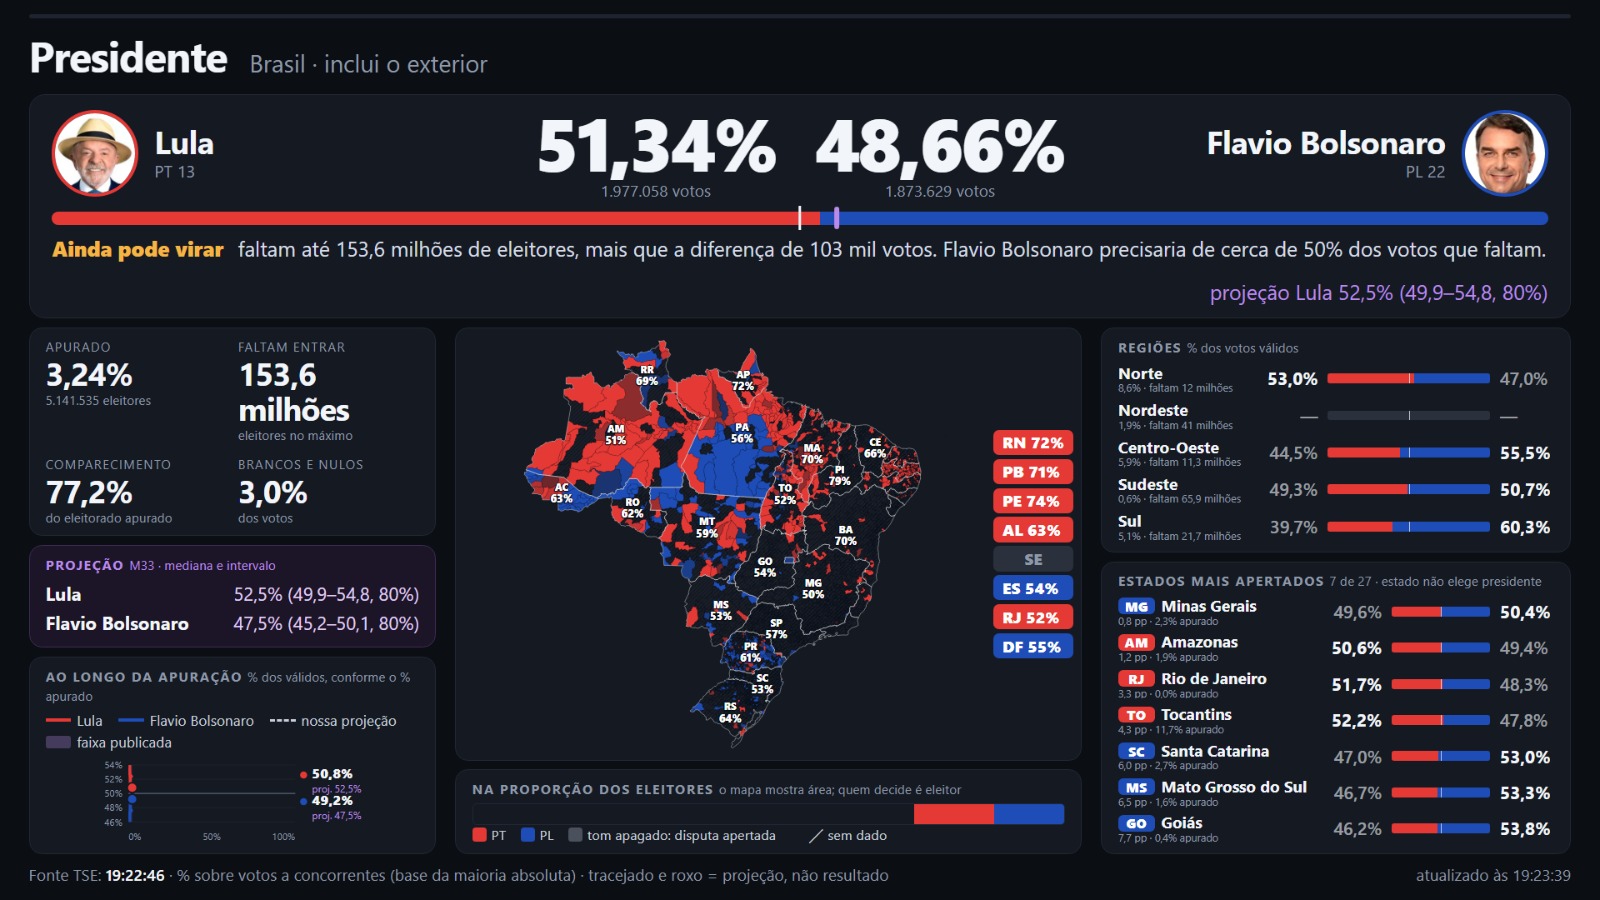 Presidente Brasil · inclui o exterior
Lula
PT 13
51,34%
1.977.058 votos
48,66%
1.873.629 votos
Flavio Bolsonaro
PL 22
Ainda pode virar faltam até 153,6 milhões de eleitores, mais que a diferença de 103 mil votos. Flavio Bolsonaro precisaria de cerca de 50% dos votos que faltam.
projeção Lula 52,5% (49,9–54,8, 80%)
APURADO
3,24%
5.141.535 eleitores
FALTAM ENTRAR
153,6
milhões
eleitores no máximo
COMPARECIMENTO
77,2%
do eleitorado apurado
BRANCOS E NULOS
3,0%
dos votos
PROJEÇÃO M33 · mediana e intervalo
Lula 52,5% (49,9–54,8, 80%)
Flavio Bolsonaro 47,5% (45,2–50,1, 80%)
AO LONGO DA APURAÇÃO % dos válidos, conforme o %
apurado
Lula Flavio Bolsonaro nossa projeção
faixa publicada
54%
52%
50%
48%
46%
0% 50% 100%
50,8%
proj. 52,5%
49,2%
proj. 47,5%
RR
69%
AP
72%
AM
51%
PA
56%
MA
70%
CE
66%
PI
79%
AC
63%
RO
62%
TO
52%
MT
59%
BA
70%
GO
54%
MG
50%
MS
53%
SP
57%
PR
61%
SC
53%
RS
64%
RN 72%
PB 71%
PE 74%
AL 63%
SE
ES 54%
RJ 52%
DF 55%
NA PROPORÇÃO DOS ELEITORES o mapa mostra área; quem decide é eleitor
PT PL tom apagado: disputa apertada sem dado
REGIÕES % dos votos válidos
Norte 53,0% 47,0%
8,6% · faltam 12 milhões
Nordeste — —
1,9% · faltam 41 milhões
Centro-Oeste 44,5% 55,5%
5,9% · faltam 11,3 milhões
Sudeste 49,3% 50,7%
0,6% · faltam 65,9 milhões
Sul 39,7% 60,3%
5,1% · faltam 21,7 milhões
ESTADOS MAIS APERTADOS 7 de 27 · estado não elege presidente
MG Minas Gerais 49,6% 50,4%
0,8 pp · 2,3% apurado
AM Amazonas 50,6% 49,4%
1,2 pp · 1,9% apurado
RJ Rio de Janeiro 51,7% 48,3%
3,3 pp · 0,0% apurado
TO Tocantins 52,2% 47,8%
4,3 pp · 11,7% apurado
SC Santa Catarina 47,0% 53,0%
6,0 pp · 2,7% apurado
MS Mato Grosso do Sul 46,7% 53,3%
6,5 pp · 1,6% apurado
GO Goiás 46,2% 53,8%
7,7 pp · 0,4% apurado
Fonte TSE: 19:22:46 · % sobre votos a concorrentes (base da maioria absoluta) · tracejado e roxo = projeção, não resultado
atualizado às 19:23:39